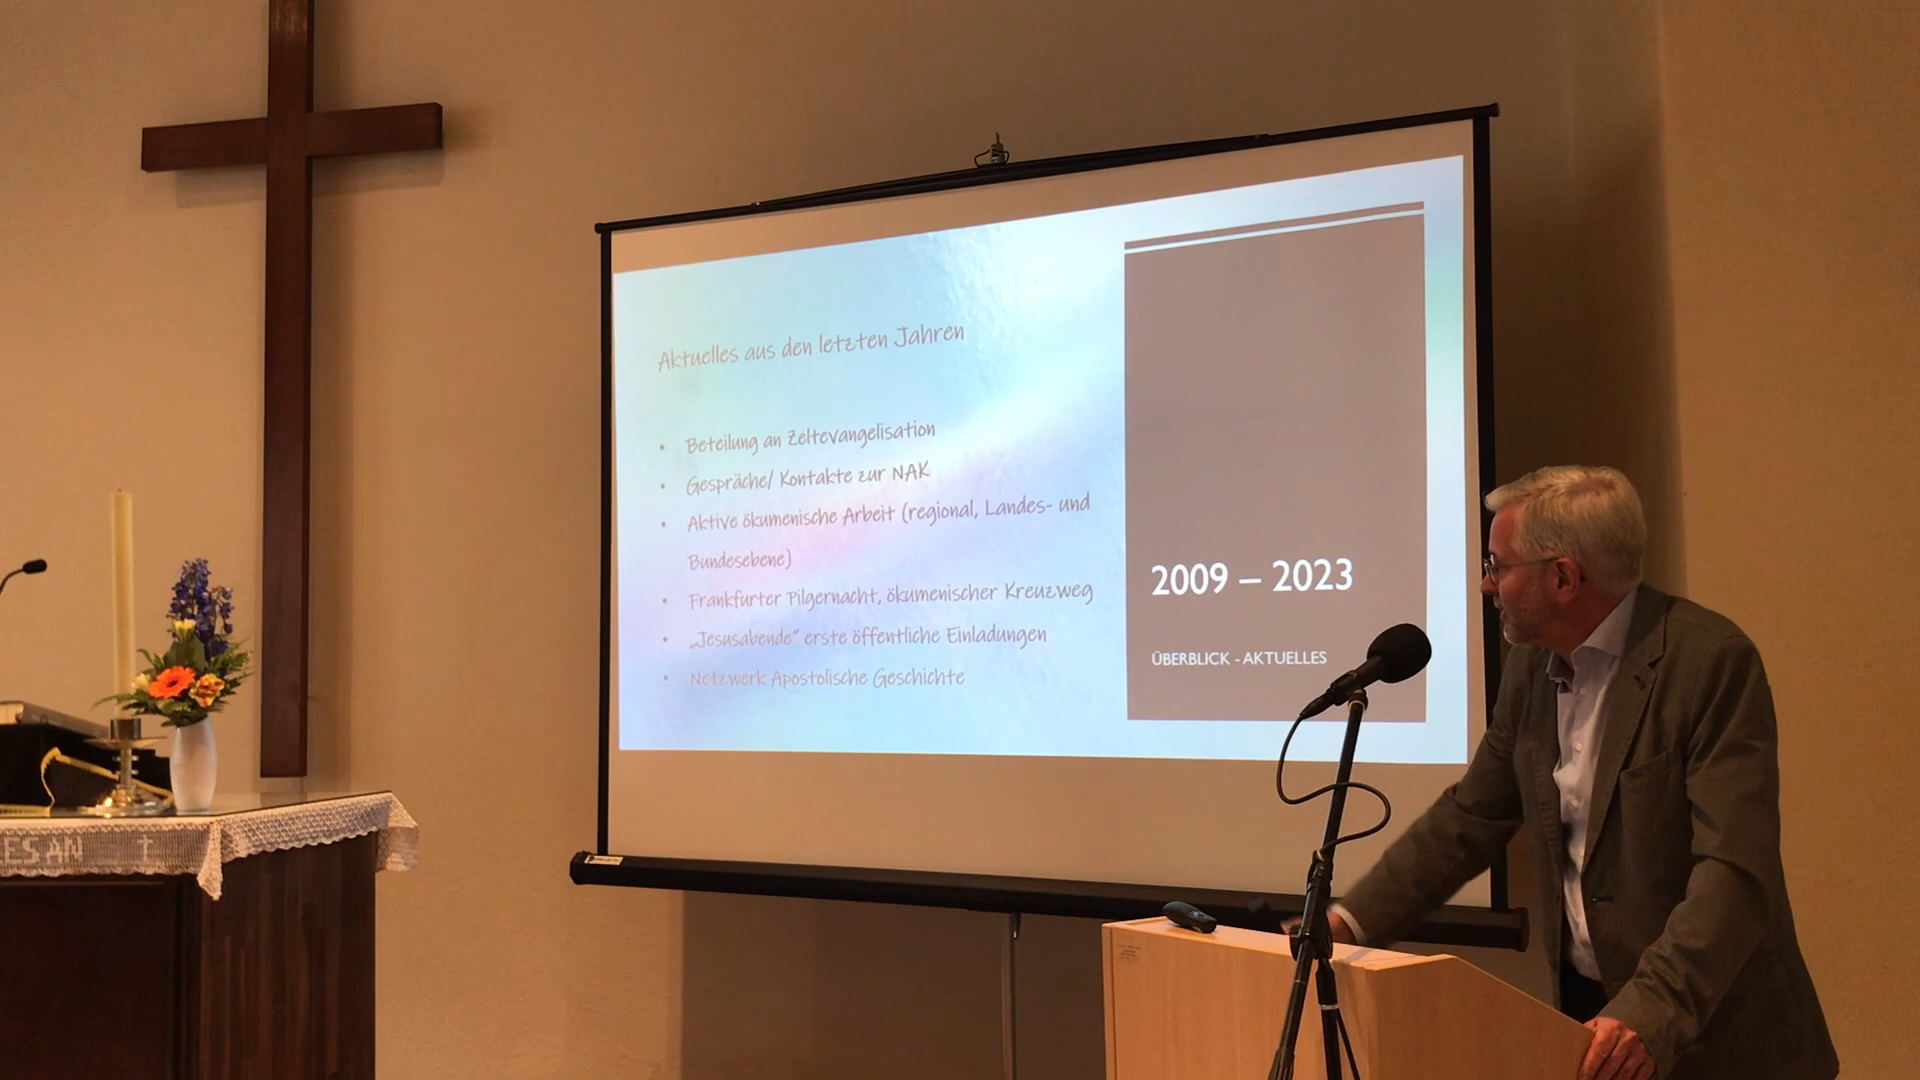 Aktuelles aus den letzten Jahren
• Beteilung an Zeltevangelisation
• Gespräche/ Kontakte zur NAK
• Aktive ökumenische Arbeit (regional, Landes- und
Bundesebene)
• Frankfurter Pilgernacht, ökumenischer Kreuzweg
• „Jesusabende“ erste öffentliche Einladungen
• Netzwerk Apostolische Geschichte
2009 – 2023
ÜBERBLICK - AKTUELLES
ESAN